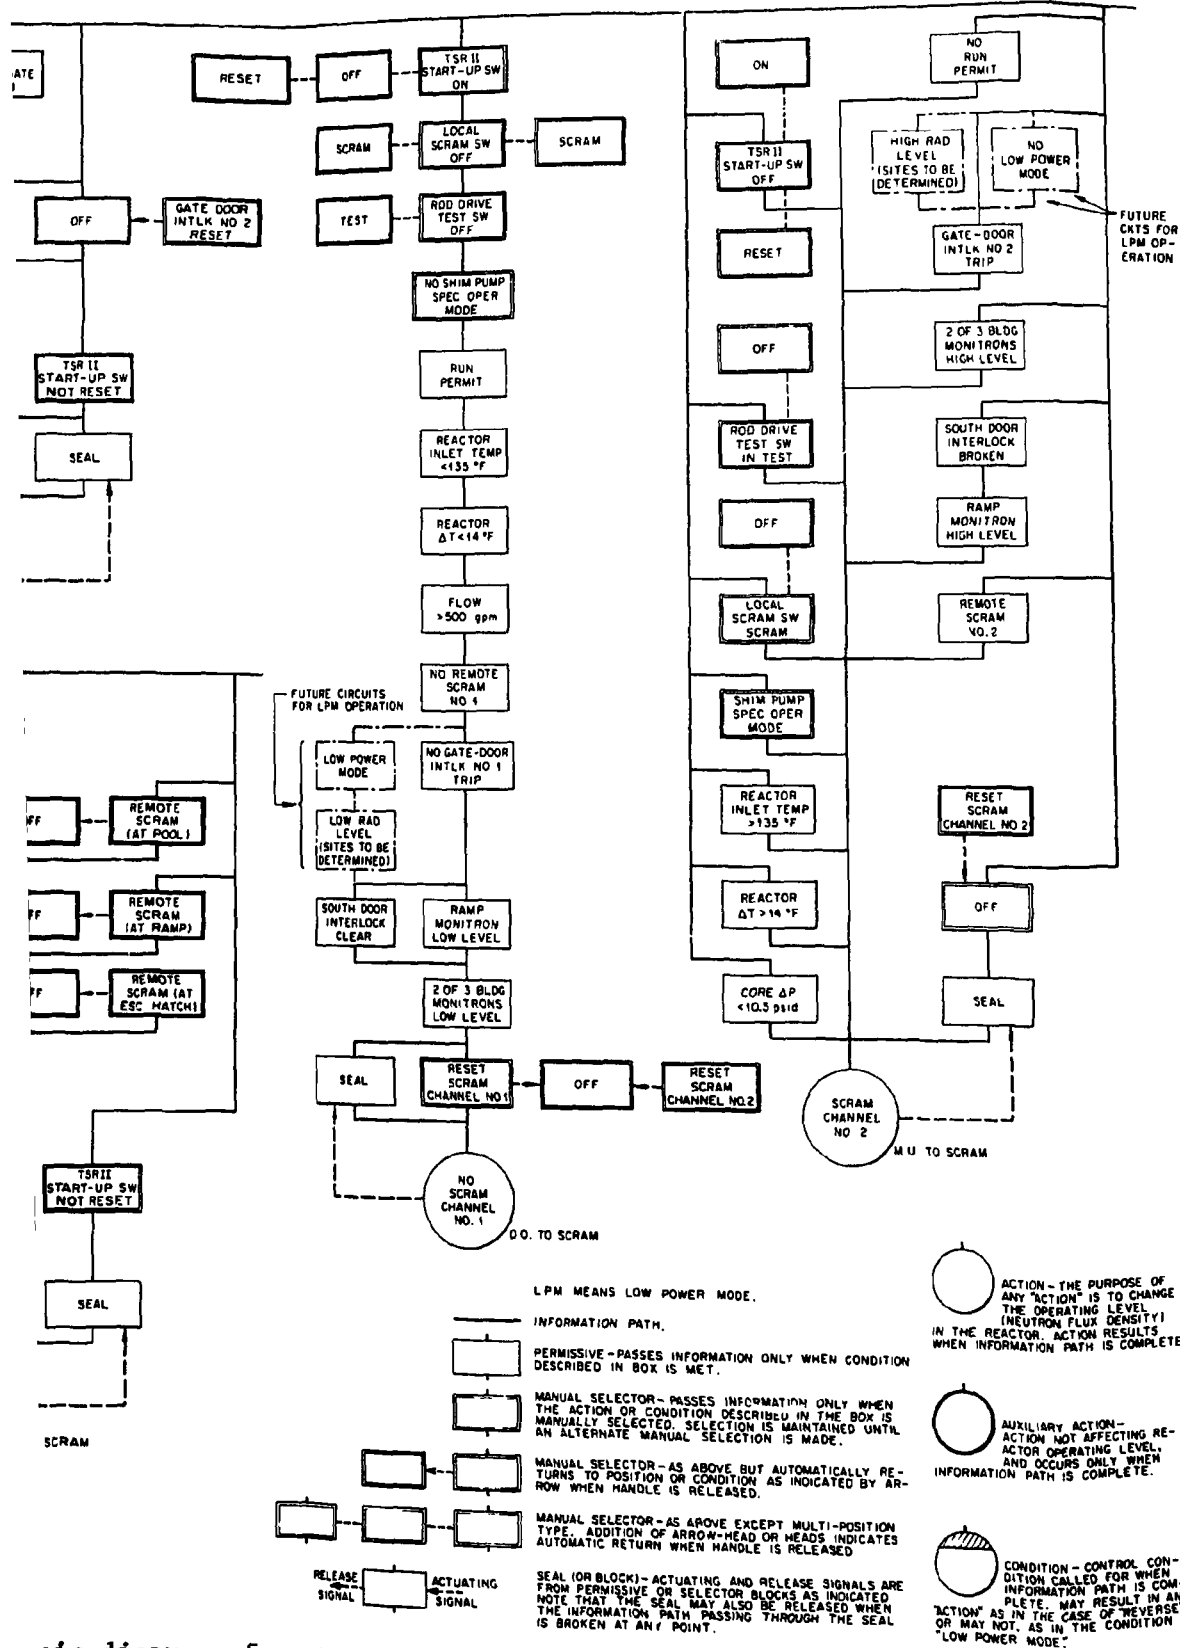 ATE
OFF
GATE DOOR
INTLK NO 2
RESET
TSR II
START-UP SW
NOT RESET
SEAL
RESET
OFF
TSR II
START-UP SW
ON
SCRAM
LOCAL
SCRAM SW
OFF
SCRAM
TEST
ROD DRIVE
TEST SW
OFF
NO SHIM PUMP
SPEC OPER
MODE
RUN
PERMIT
REACTOR
INLET TEMP
<135 °F
REACTOR
ΔT<14 °F
FLOW
>500 gpm
NO REMOTE
SCRAM
NO 1
FUTURE CIRCUITS
FOR LPM OPERATION
LOW POWER
MODE
NO GATE-DOOR
INTLK NO 1
TRIP
LOW RAD
LEVEL
(SITES TO BE
DETERMINED)
SOUTH DOOR
INTERLOCK
CLEAR
RAMP
MONITRON
LOW LEVEL
2 OF 3 BLDG
MONITRONS
LOW LEVEL
SEAL
RESET
SCRAM
CHANNEL NO.1
OFF
RESET
SCRAM
CHANNEL NO.2
NO
SCRAM
CHANNEL
NO. 1
D.O. TO SCRAM
FF
REMOTE
SCRAM
(AT POOL)
FF
REMOTE
SCRAM
(AT RAMP)
FF
REMOTE
SCRAM (AT
ESC HATCH)
TSR II
START-UP SW
NOT RESET
SEAL
SCRAM
ON
TSR II
START-UP SW
OFF
RESET
OFF
ROD DRIVE
TEST SW
IN TEST
OFF
LOCAL
SCRAM SW
SCRAM
SHIM PUMP
SPEC OPER
MODE
REACTOR
INLET TEMP
>135 °F
REACTOR
ΔT >14 °F
CORE ΔP
<10.5 psid
NO
RUN
PERMIT
HIGH RAD
LEVEL
(SITES TO BE
DETERMINED)
NO
LOW POWER
MODE
FUTURE
CKTS FOR
LPM OP-
ERATION
GATE-DOOR
INTLK NO 2
TRIP
2 OF 3 BLDG
MONITRONS
HIGH LEVEL
SOUTH DOOR
INTERLOCK
BROKEN
RAMP
MONITRON
HIGH LEVEL
REMOTE
SCRAM
NO. 2
RESET
SCRAM
CHANNEL NO 2
OFF
SEAL
SCRAM
CHANNEL
NO 2
M U TO SCRAM
LPM MEANS LOW POWER MODE.
INFORMATION PATH.
PERMISSIVE-PASSES INFORMATION ONLY WHEN CONDITION
DESCRIBED IN BOX IS MET.
MANUAL SELECTOR-PASSES INFORMATION ONLY WHEN
THE ACTION OR CONDITION DESCRIBED IN THE BOX IS
MANUALLY SELECTED. SELECTION IS MAINTAINED UNTIL
AN ALTERNATE MANUAL SELECTION IS MADE.
MANUAL SELECTOR-AS ABOVE BUT AUTOMATICALLY RE-
TURNS TO POSITION OR CONDITION AS INDICATED BY AR-
ROW WHEN HANDLE IS RELEASED.
MANUAL SELECTOR-AS ABOVE EXCEPT MULTI-POSITION
TYPE. ADDITION OF ARROW-HEAD OR HEADS INDICATES
AUTOMATIC RETURN WHEN HANDLE IS RELEASED
RELEASE
SIGNAL
ACTUATING
SIGNAL
SEAL (OR BLOCK)-ACTUATING AND RELEASE SIGNALS ARE
FROM PERMISSIVE OR SELECTOR BLOCKS AS INDICATED
NOTE THAT THE SEAL MAY ALSO BE RELEASED WHEN
THE INFORMATION PATH PASSING THROUGH THE SEAL
IS BROKEN AT ANY POINT.
ACTION-THE PURPOSE OF
ANY "ACTION" IS TO CHANGE
THE OPERATING LEVEL
(NEUTRON FLUX DENSITY)
IN THE REACTOR. ACTION RESULTS
WHEN INFORMATION PATH IS COMPLETE
AUXILIARY ACTION-
ACTION NOT AFFECTING RE-
ACTOR OPERATING LEVEL,
AND OCCURS ONLY WHEN
INFORMATION PATH IS COMPLETE.
CONDITION-CONTROL CON-
DITION CALLED FOR WHEN
INFORMATION PATH IS COM-
PLETE. MAY RESULT IN AN
"ACTION" AS IN THE CASE OF "REVERSE"
OR MAY NOT, AS IN THE CONDITION
"LOW POWER MODE."